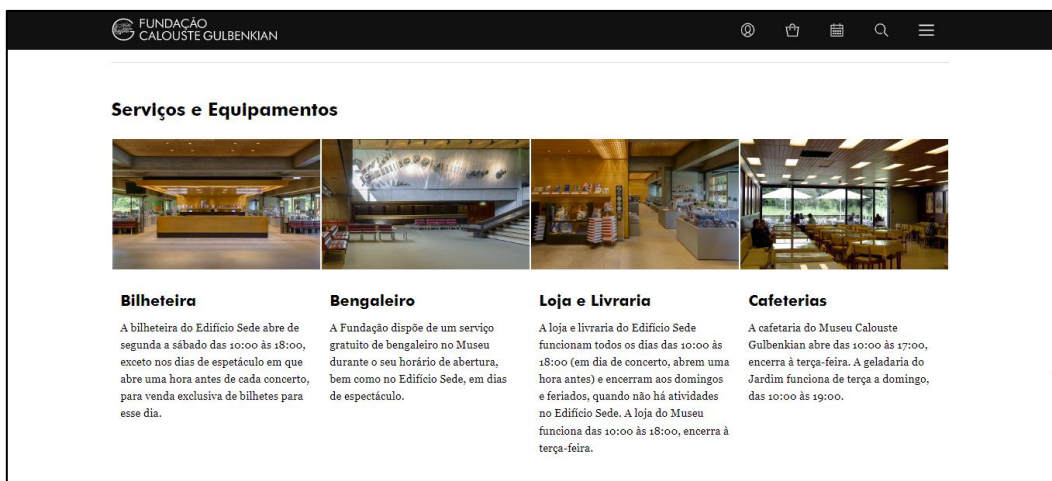 FUNDAÇÃO
CALOUSTE GULBENKIAN
Serviços e Equipamentos
Bilheteira
A bilheteira do Edifício Sede abre de
segunda a sábado das 10:00 às 18:00,
exceto nos dias de espetáculo em que
abre uma hora antes de cada concerto,
para venda exclusiva de bilhetes para
esse dia.
Bengaleiro
A Fundação dispõe de um serviço
gratuito de bengaleiro no Museu
durante o seu horário de abertura,
bem como no Edifício Sede, em dias
de espectáculo.
Loja e Livraria
A loja e livraria do Edifício Sede
funcionam todos os dias das 10:00 às
18:00 (em dia de concerto, abrem uma
hora antes) e encerram aos domingos
e feriados, quando não há atividades
no Edifício Sede. A loja do Museu
funciona das 10:00 às 18:00, encerra à
terça-feira.
Cafeterias
A cafetaria do Museu Calouste
Gulbenkian abre das 10:00 às 17:00,
encerra à terça-feira. A geladaria do
Jardim funciona de terça a domingo,
das 10:00 às 19:00.